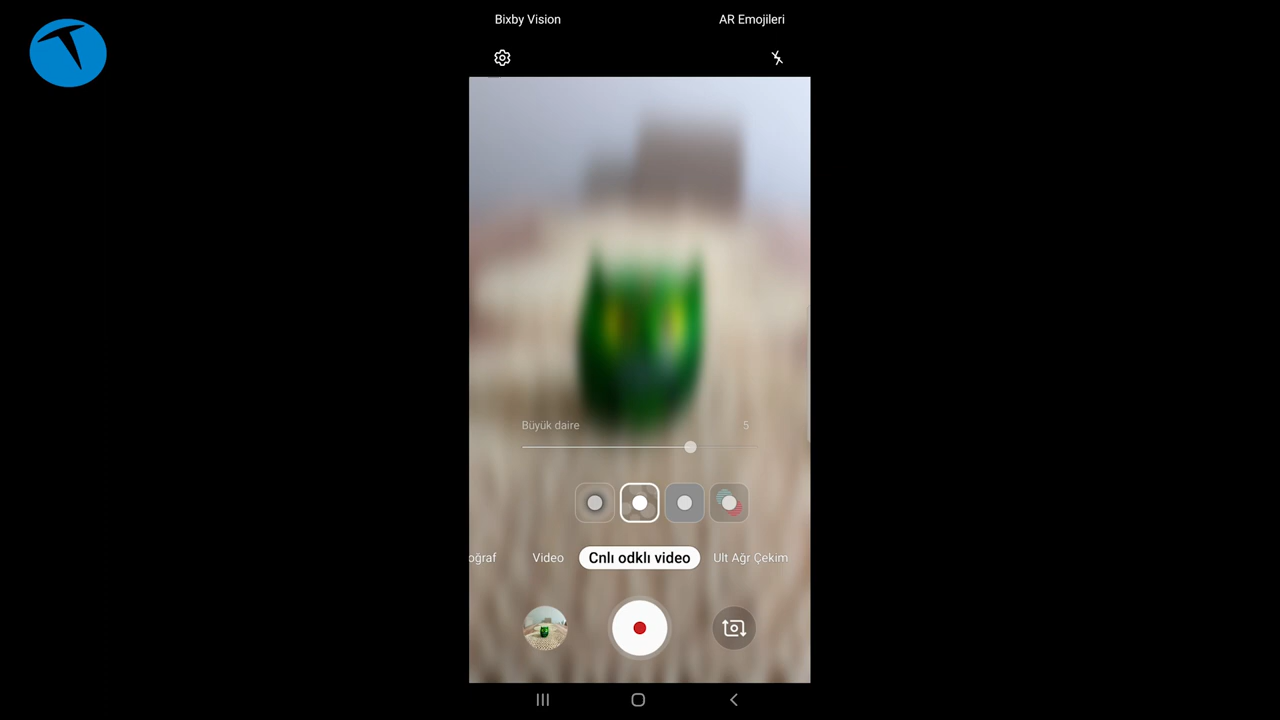 Bixby Vision
AR Emojileri
Büyük daire
5
oğraf
Video
Cnlı odklı video
Ult Ağr Çekim